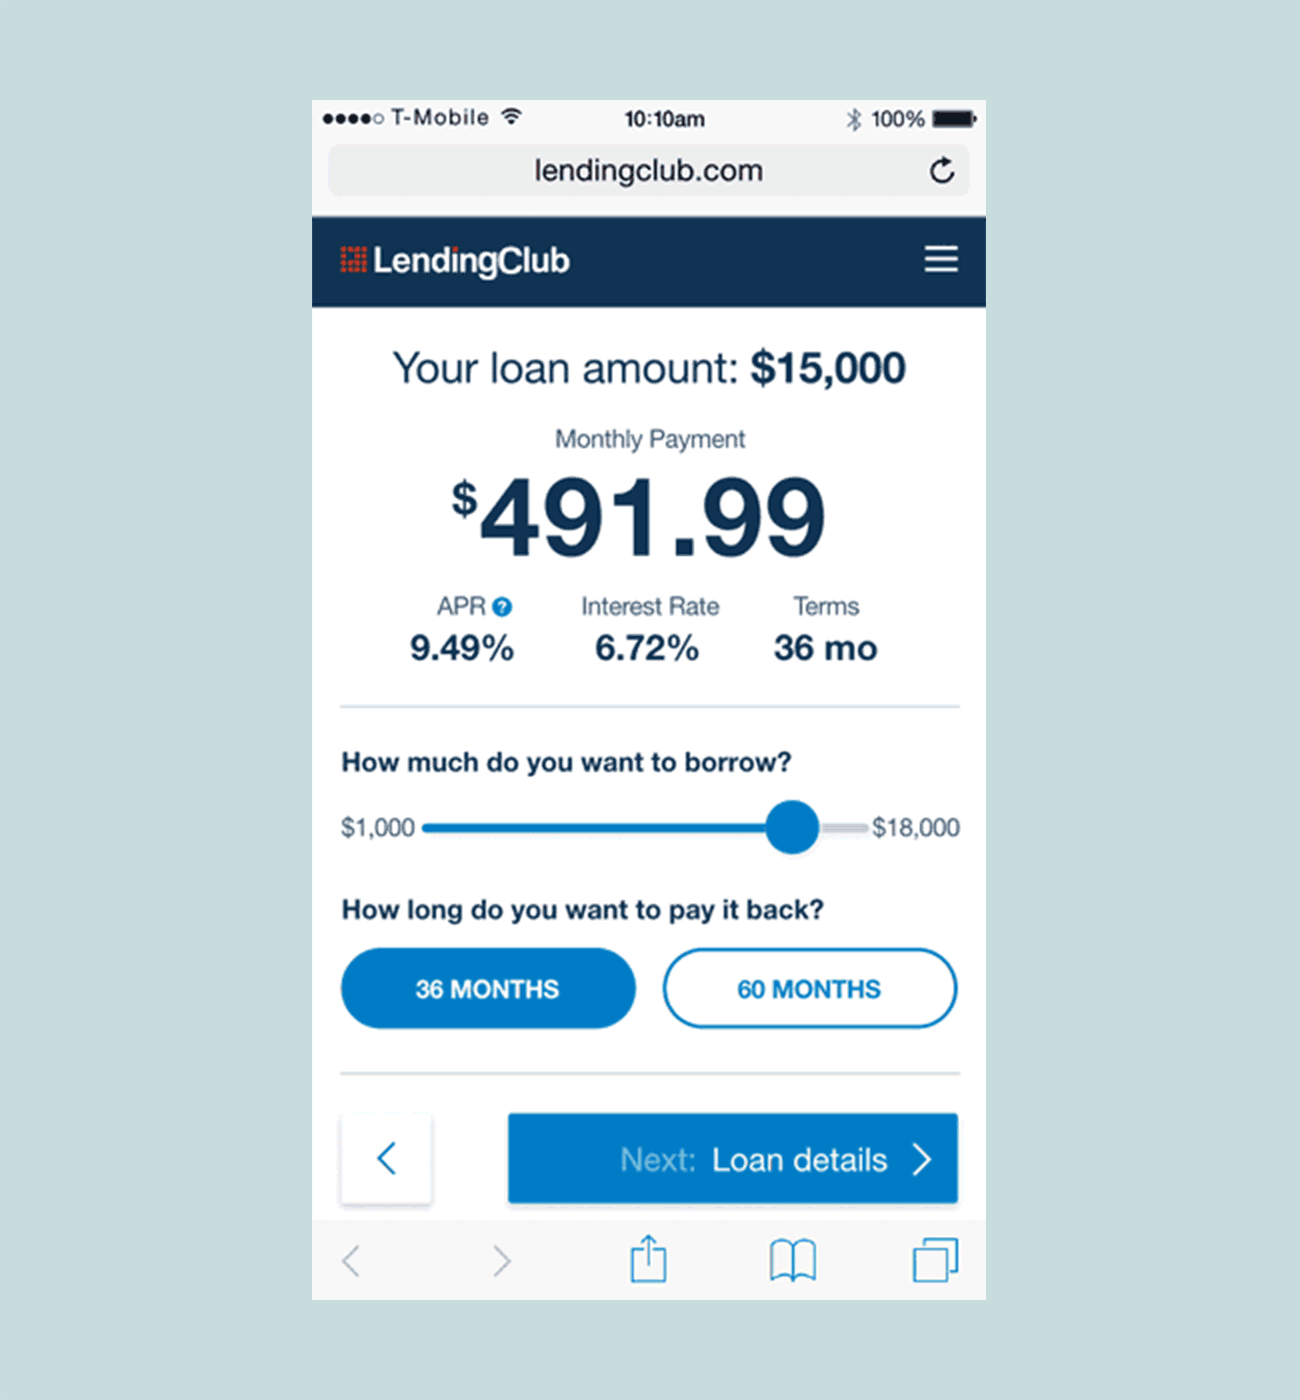 T-Mobile 10:10am 100%
lendingclub.com
LendingClub
Your loan amount: $15,000
Monthly Payment
$491.99
APR ? Interest Rate Terms
9.49% 6.72% 36 mo
How much do you want to borrow?
$1,000 $18,000
How long do you want to pay it back?
36 MONTHS 60 MONTHS
Next: Loan details